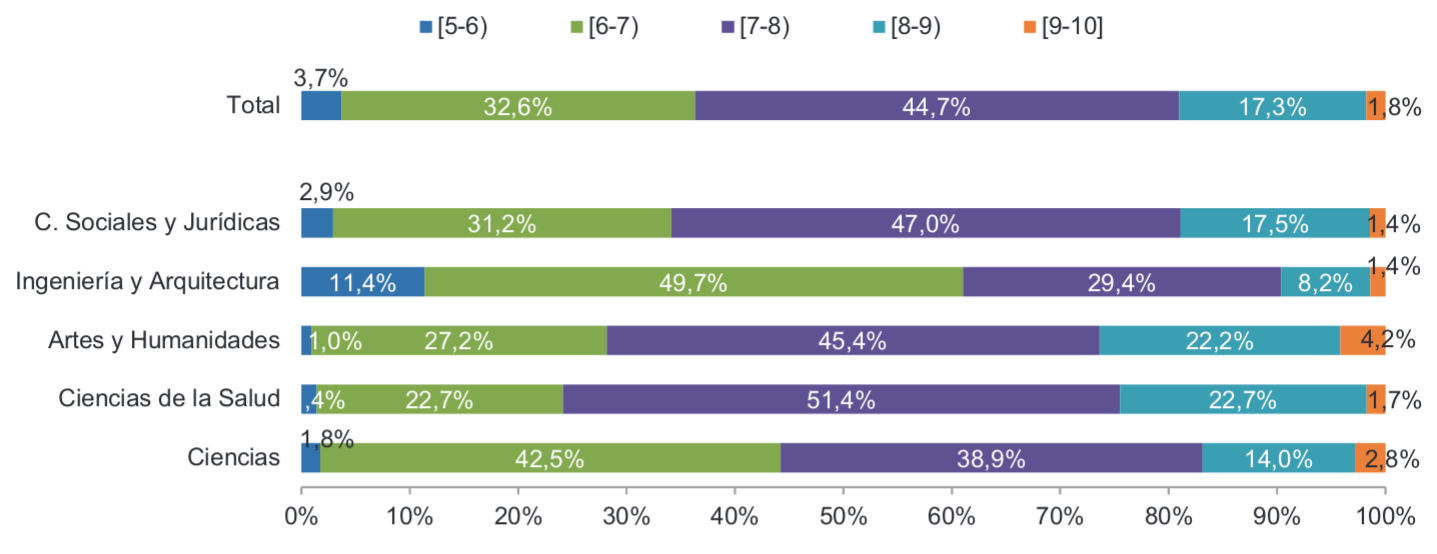 [5-6) [6-7) [7-8) [8-9) [9-10]
Total 3,7% 32,6% 44,7% 17,3% 1,8%
C. Sociales y Jurídicas 2,9% 31,2% 47,0% 17,5% 1,4%
Ingeniería y Arquitectura 11,4% 49,7% 29,4% 8,2% 1,4%
Artes y Humanidades 1,0% 27,2% 45,4% 22,2% 4,2%
Ciencias de la Salud ,4% 22,7% 51,4% 22,7% 1,7%
Ciencias 1,8% 42,5% 38,9% 14,0% 2,8%
0% 10% 20% 30% 40% 50% 60% 70% 80% 90% 100%